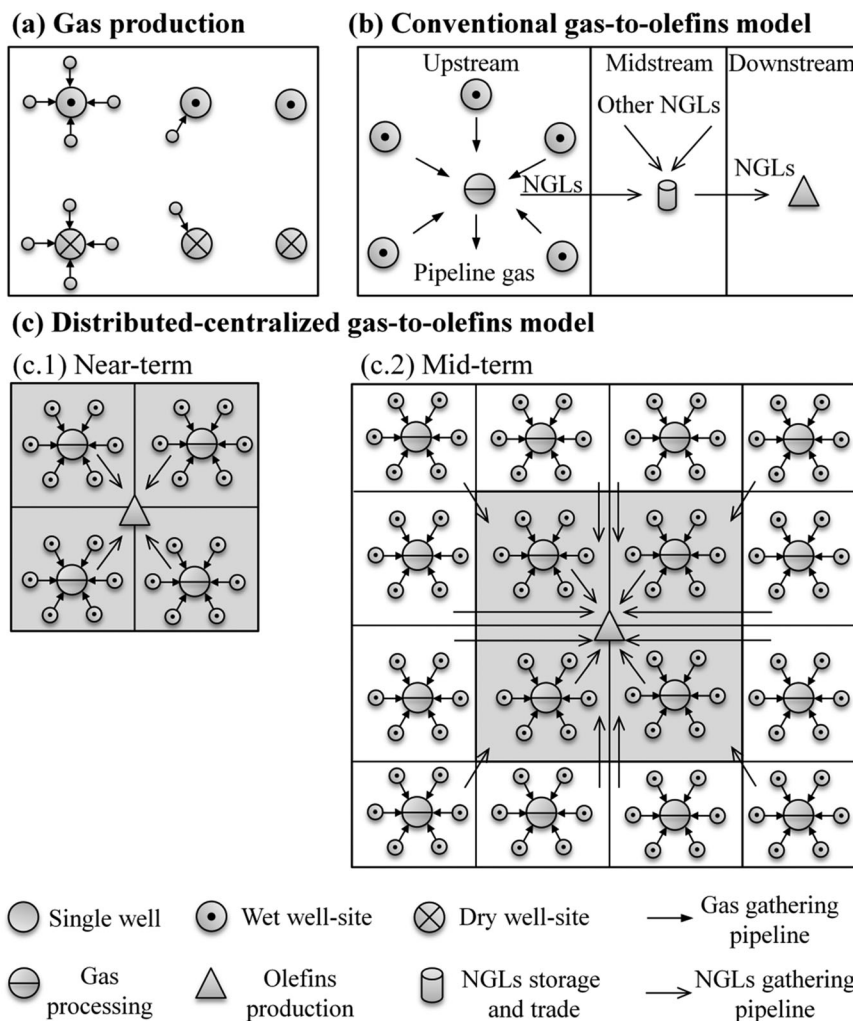 (a) Gas production
(b) Conventional gas-to-olefins model
Upstream
Midstream
Downstream
Other NGLs
NGLs
NGLs
Pipeline gas
(c) Distributed-centralized gas-to-olefins model
(c.1) Near-term
(c.2) Mid-term
Single well
Wet well-site
Dry well-site
Gas gathering
pipeline
Gas
processing
Olefins
production
NGLs storage
and trade
NGLs gathering
pipeline